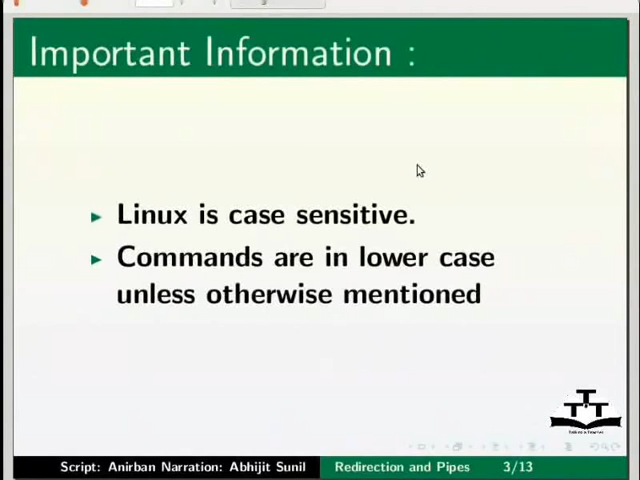 Important Information :
Linux is case sensitive.
Commands are in lower case
unless otherwise mentioned
TTT
Script: Anirban Narration: Abhijit Sunil Redirection and Pipes 3/13